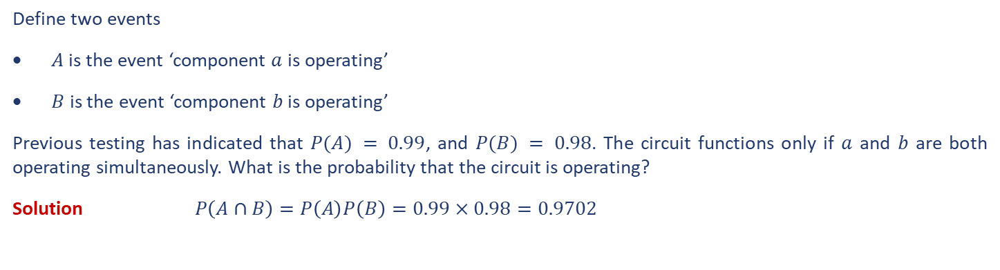 Define two events
• A is the event ‘component a is operating’
• B is the event ‘component b is operating’
Previous testing has indicated that P(A) = 0.99, and P(B) = 0.98. The circuit functions only if a and b are both
operating simultaneously. What is the probability that the circuit is operating?
Solution P(A ∩ B) = P(A)P(B) = 0.99 × 0.98 = 0.9702